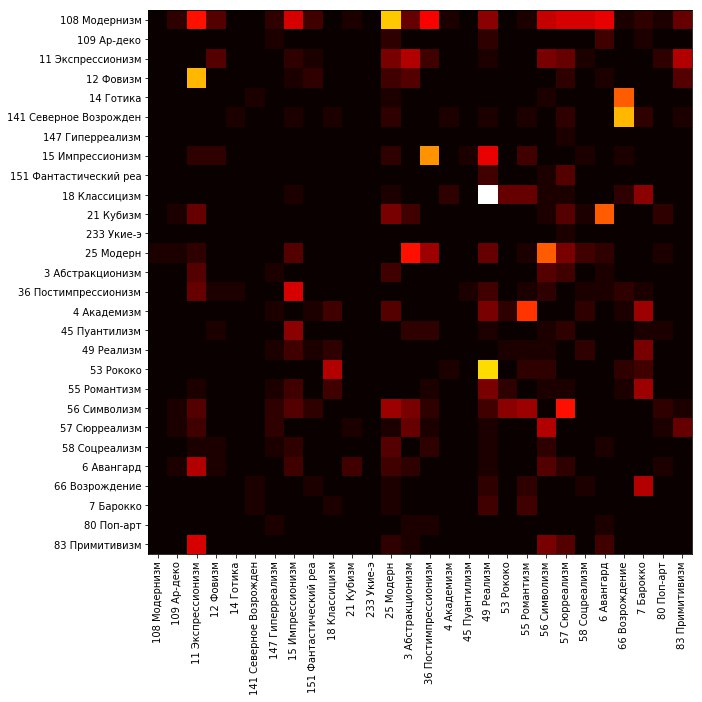 108 Модернизм
109 Ар-деко
11 Экспрессионизм
12 Фовизм
14 Готика
141 Северное Возрожден
147 Гиперреализм
15 Импрессионизм
151 Фантастический реа
18 Классицизм
21 Кубизм
233 Укие-э
25 Модерн
3 Абстракционизм
36 Постимпрессионизм
4 Академизм
45 Пуантилизм
49 Реализм
53 Рококо
55 Романтизм
56 Символизм
57 Сюрреализм
58 Соцреализм
6 Авангард
66 Возрождение
7 Барокко
80 Поп-арт
83 Примитивизм
108 Модернизм
109 Ар-деко
11 Экспрессионизм
12 Фовизм
14 Готика
141 Северное Возрожден
147 Гиперреализм
15 Импрессионизм
151 Фантастический реа
18 Классицизм
21 Кубизм
233 Укие-э
25 Модерн
3 Абстракционизм
36 Постимпрессионизм
4 Академизм
45 Пуантилизм
49 Реализм
53 Рококо
55 Романтизм
56 Символизм
57 Сюрреализм
58 Соцреализм
6 Авангард
66 Возрождение
7 Барокко
80 Поп-арт
83 Примитивизм